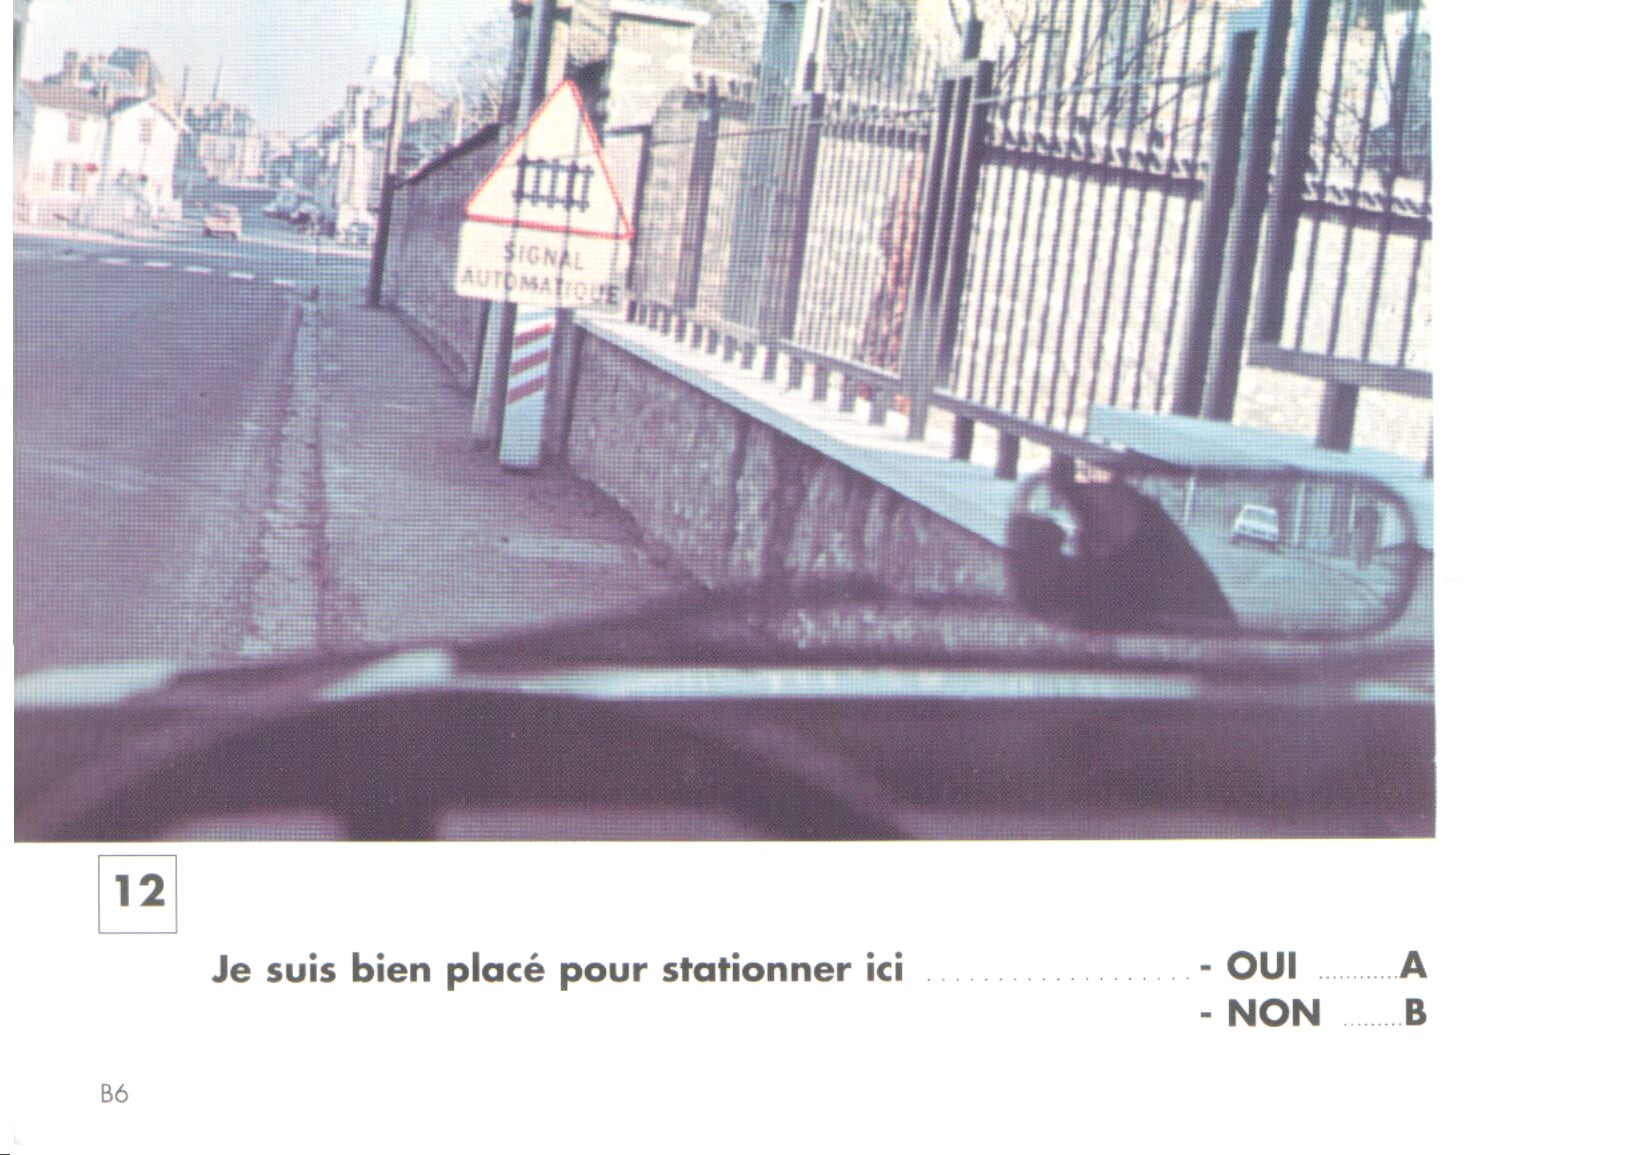 SIGNAL
AUTOMATIQUE
12
Je suis bien placé pour stationner ici .................... - OUI ...........A
- NON .........B
B6